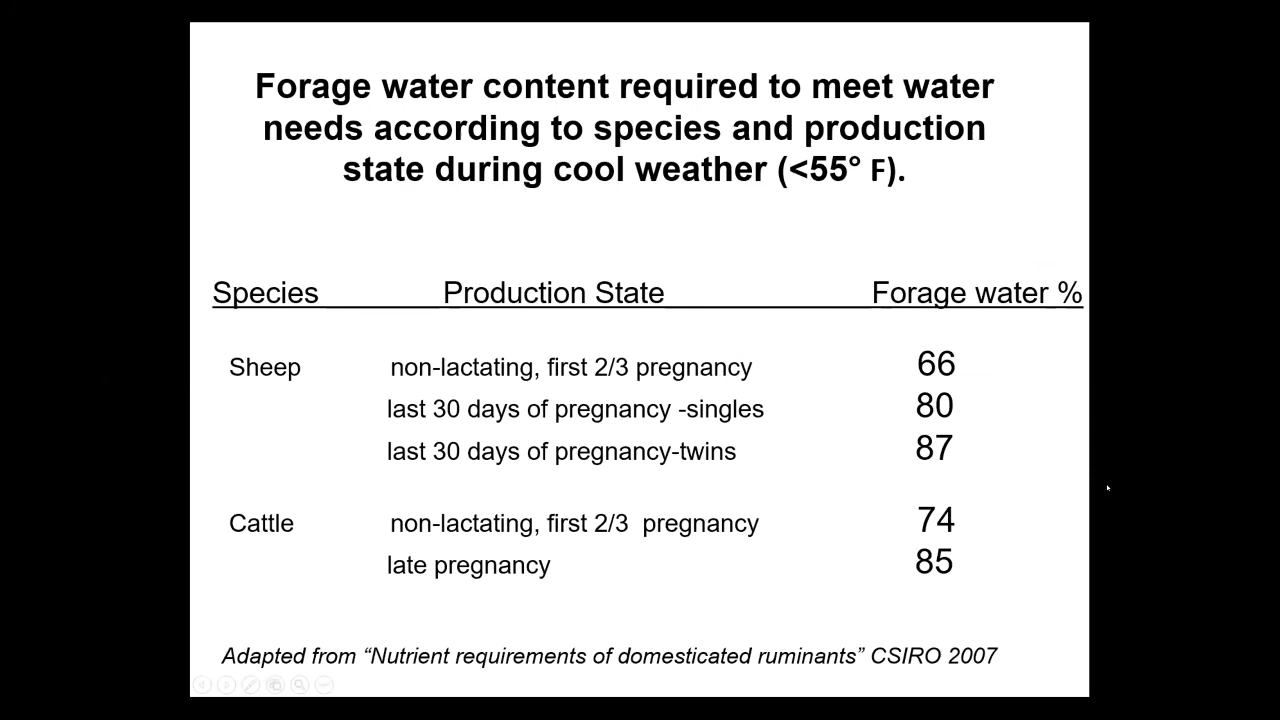 Forage water content required to meet water
needs according to species and production
state during cool weather (<55° F).
Species Production State Forage water %
Sheep non-lactating, first 2/3 pregnancy 66
last 30 days of pregnancy -singles 80
last 30 days of pregnancy-twins 87
Cattle non-lactating, first 2/3 pregnancy 74
late pregnancy 85
Adapted from “Nutrient requirements of domesticated ruminants” CSIRO 2007